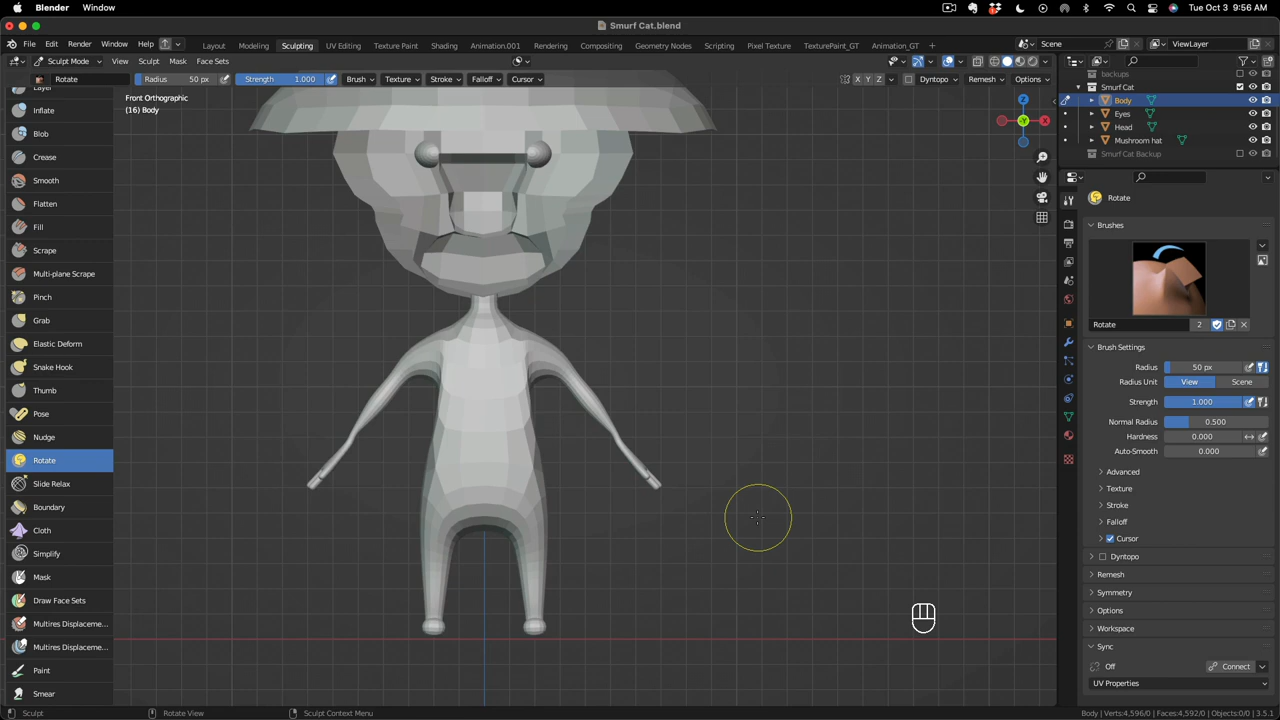 Blender Window Tue Oct 3 9:56 AM
Smurf Cat.blend
File Edit Render Window Help Layout Modeling Sculpting UV Editing Texture Paint Shading Animation.001 Rendering Compositing Geometry Nodes Scripting Pixel Texture TexturePaint_GT Animation_GT + Scene ViewLayer
Sculpt Mode View Sculpt Mask Face Sets
Rotate Radius 50 px Strength 1.000 Brush Texture Stroke Falloff Cursor X Y Z Dyntopo Remesh Options
Front Orthographic
(16) Body
Layer
Inflate
Blob
Crease
Smooth
Flatten
Fill
Scrape
Multi-plane Scrape
Pinch
Grab
Elastic Deform
Snake Hook
Thumb
Pose
Nudge
Rotate
Slide Relax
Boundary
Cloth
Simplify
Mask
Draw Face Sets
Multires Displaceme...
Multires Displaceme...
Paint
Smear
Y
X
Z
backups
Smurf Cat
Body
Eyes
Head
Mushroom hat
Smurf Cat Backup
Rotate
Brushes
Rotate 2
Brush Settings
Radius 50 px
Radius Unit View Scene
Strength 1.000
Normal Radius 0.500
Hardness 0.000
Auto-Smooth 0.000
Advanced
Texture
Stroke
Falloff
Cursor
Dyntopo
Remesh
Symmetry
Options
Workspace
Sync
Off Connect
UV Properties
Sculpt Rotate View Sculpt Context Menu Body | Verts:4,596/0 | Faces:4,592/0 | Objects:0/0 | 3.5.1